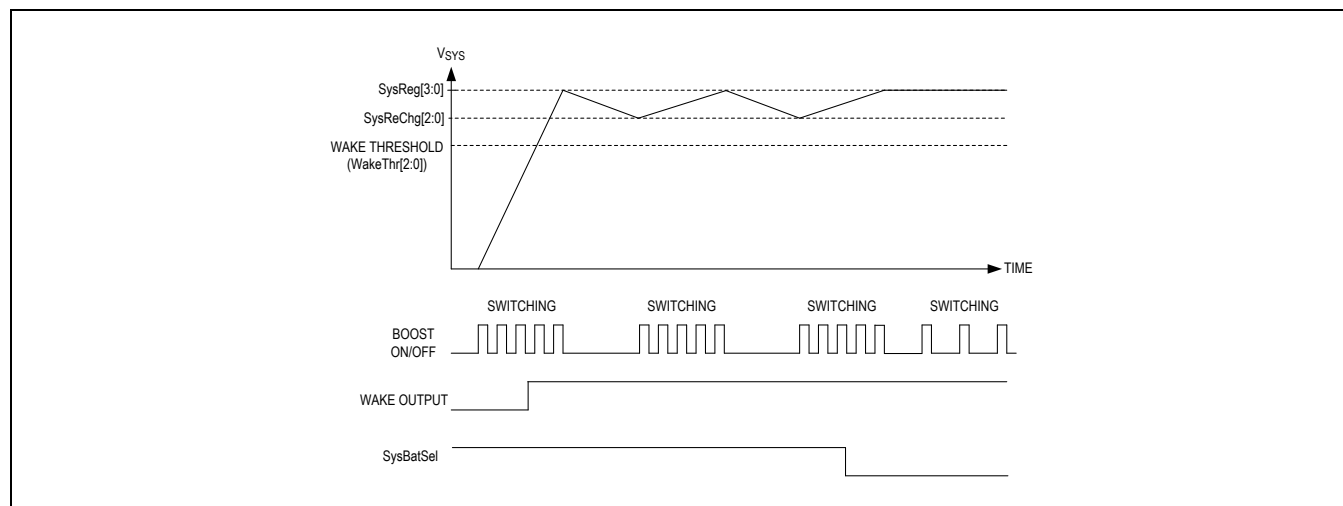 VSYS
SysReg[3:0]
SysReChg[2:0]
WAKE THRESHOLD
(WakeThr[2:0])
TIME
SWITCHING SWITCHING SWITCHING SWITCHING
BOOST
ON/OFF
WAKE OUTPUT
SysBatSel